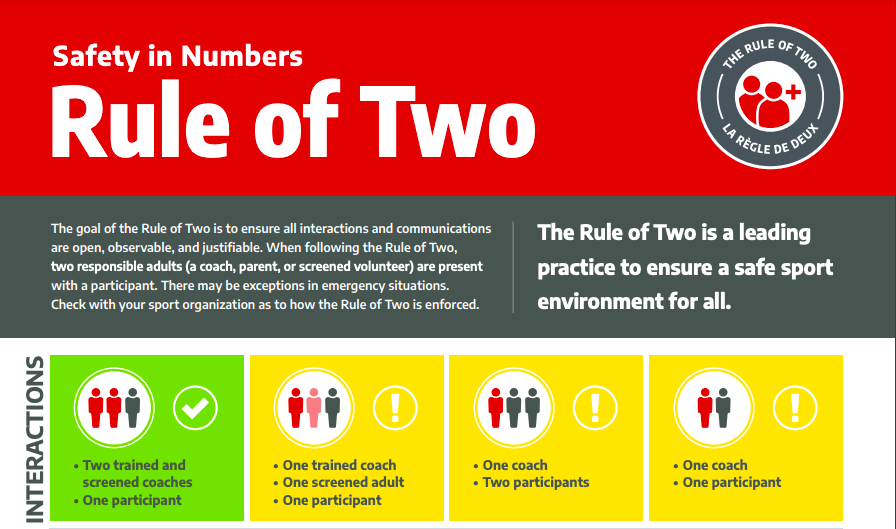 Safety in Numbers
Rule of Two
THE RULE OF TWO
LA RÈGLE DE DEUX
The goal of the Rule of Two is to ensure all interactions and communications
are open, observable, and justifiable. When following the Rule of Two,
two responsible adults (a coach, parent, or screened volunteer) are present
with a participant. There may be exceptions in emergency situations.
Check with your sport organization as to how the Rule of Two is enforced.
The Rule of Two is a leading
practice to ensure a safe sport
environment for all.
INTERACTIONS
• Two trained and
screened coaches
• One participant
• One trained coach
• One screened adult
• One participant
• One coach
• Two participants
• One coach
• One participant